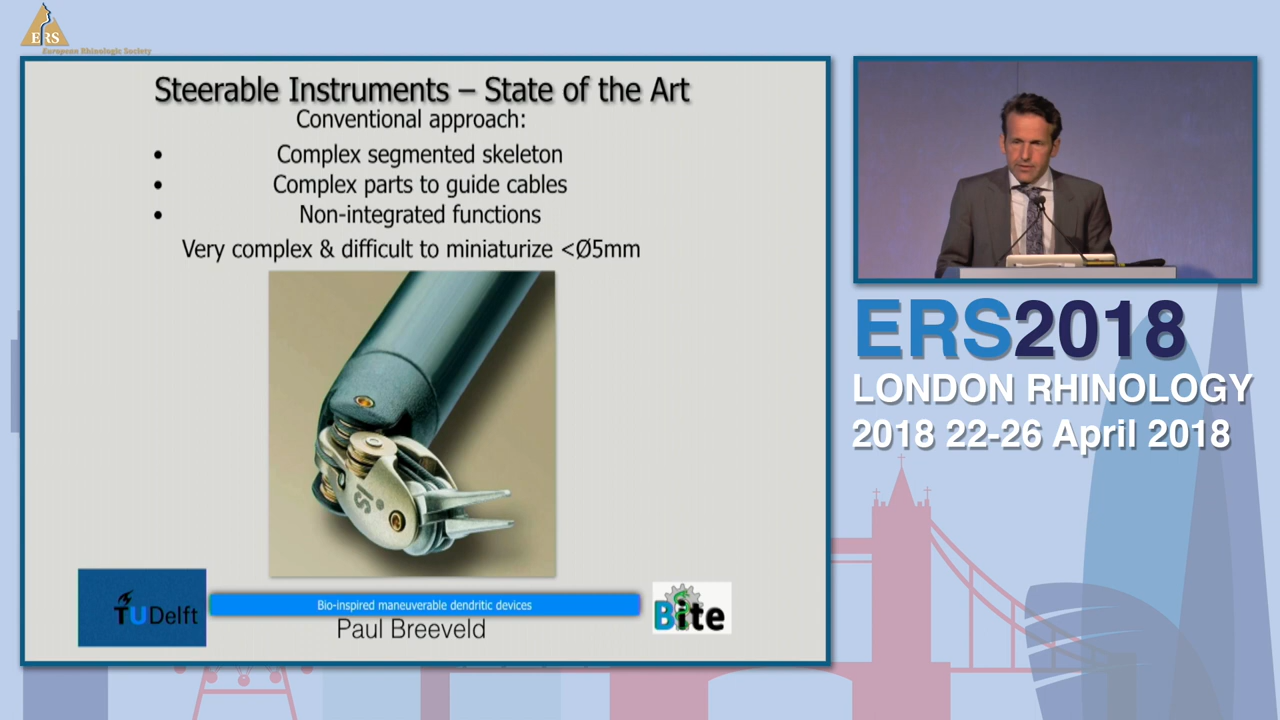 ERS
European Rhinologic Society
Steerable Instruments – State of the Art
Conventional approach:
• Complex segmented skeleton
• Complex parts to guide cables
• Non-integrated functions
Very complex & difficult to miniaturize <Ø5mm
IS
TUDelft
Bio-inspired maneuverable dendritic devices
Paul Breeveld
Bite
ERS2018
LONDON RHINOLOGY
2018 22-26 April 2018